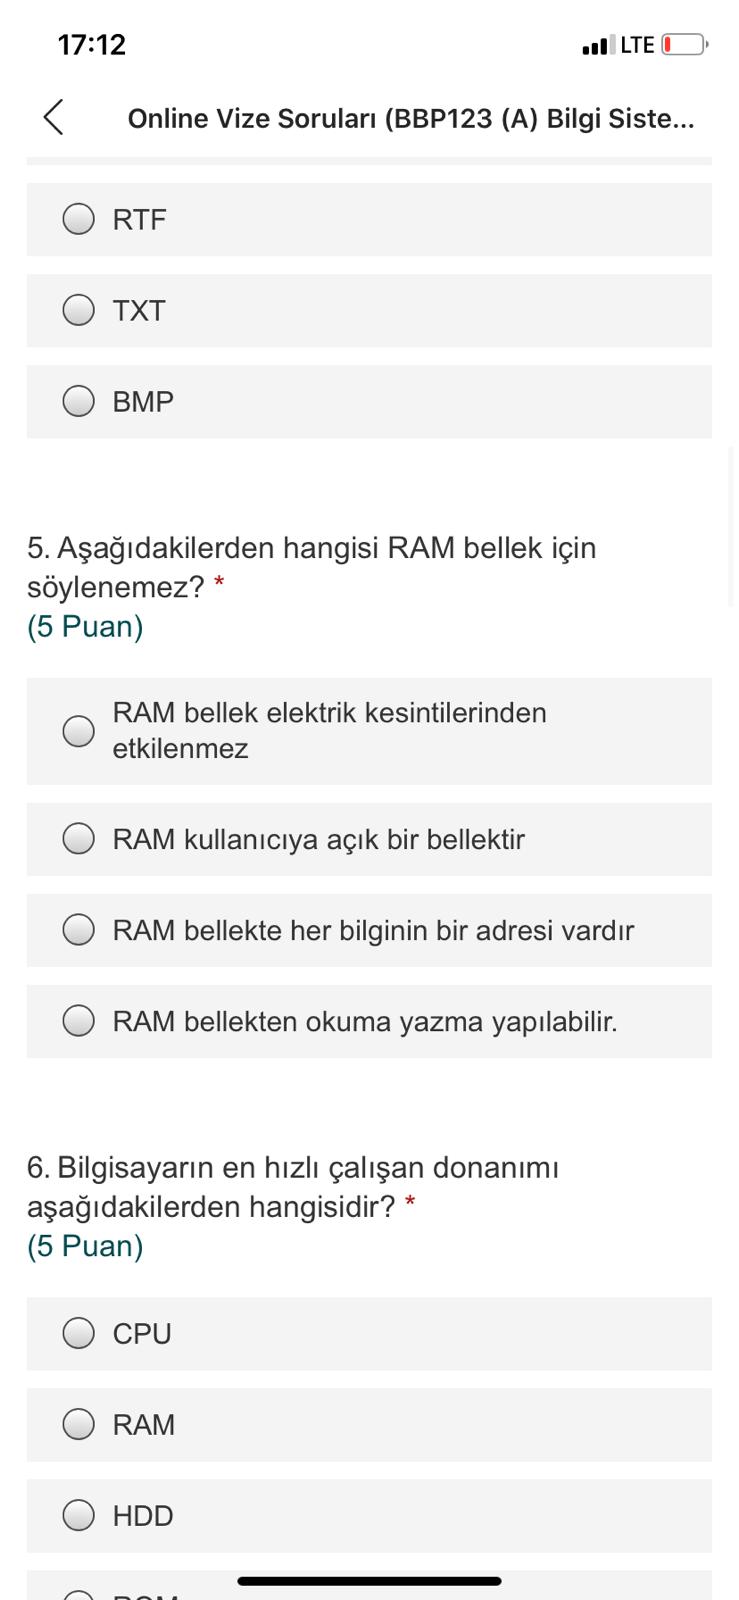 17:12
LTE
Online Vize Soruları (BBP123 (A) Bilgi Siste...
RTF
TXT
BMP
5. Aşağıdakilerden hangisi RAM bellek için
söylenemez? *
(5 Puan)
RAM bellek elektrik kesintilerinden
etkilenmez
RAM kullanıcıya açık bir bellektir
RAM bellekte her bilginin bir adresi vardır
RAM bellekten okuma yazma yapılabilir.
6. Bilgisayarın en hızlı çalışan donanımı
aşağıdakilerden hangisidir? *
(5 Puan)
CPU
RAM
HDD